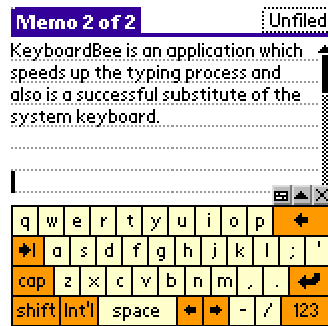 Memo 2 of 2 Unfiled
KeyboardBee is an application which
speeds up the typing process and
also is a successful substitute of the
system keyboard.
q w e r t y u i o p
a s d f g h j k l ; '
cap z x c v b n m , .
shift Int'l space - / 123